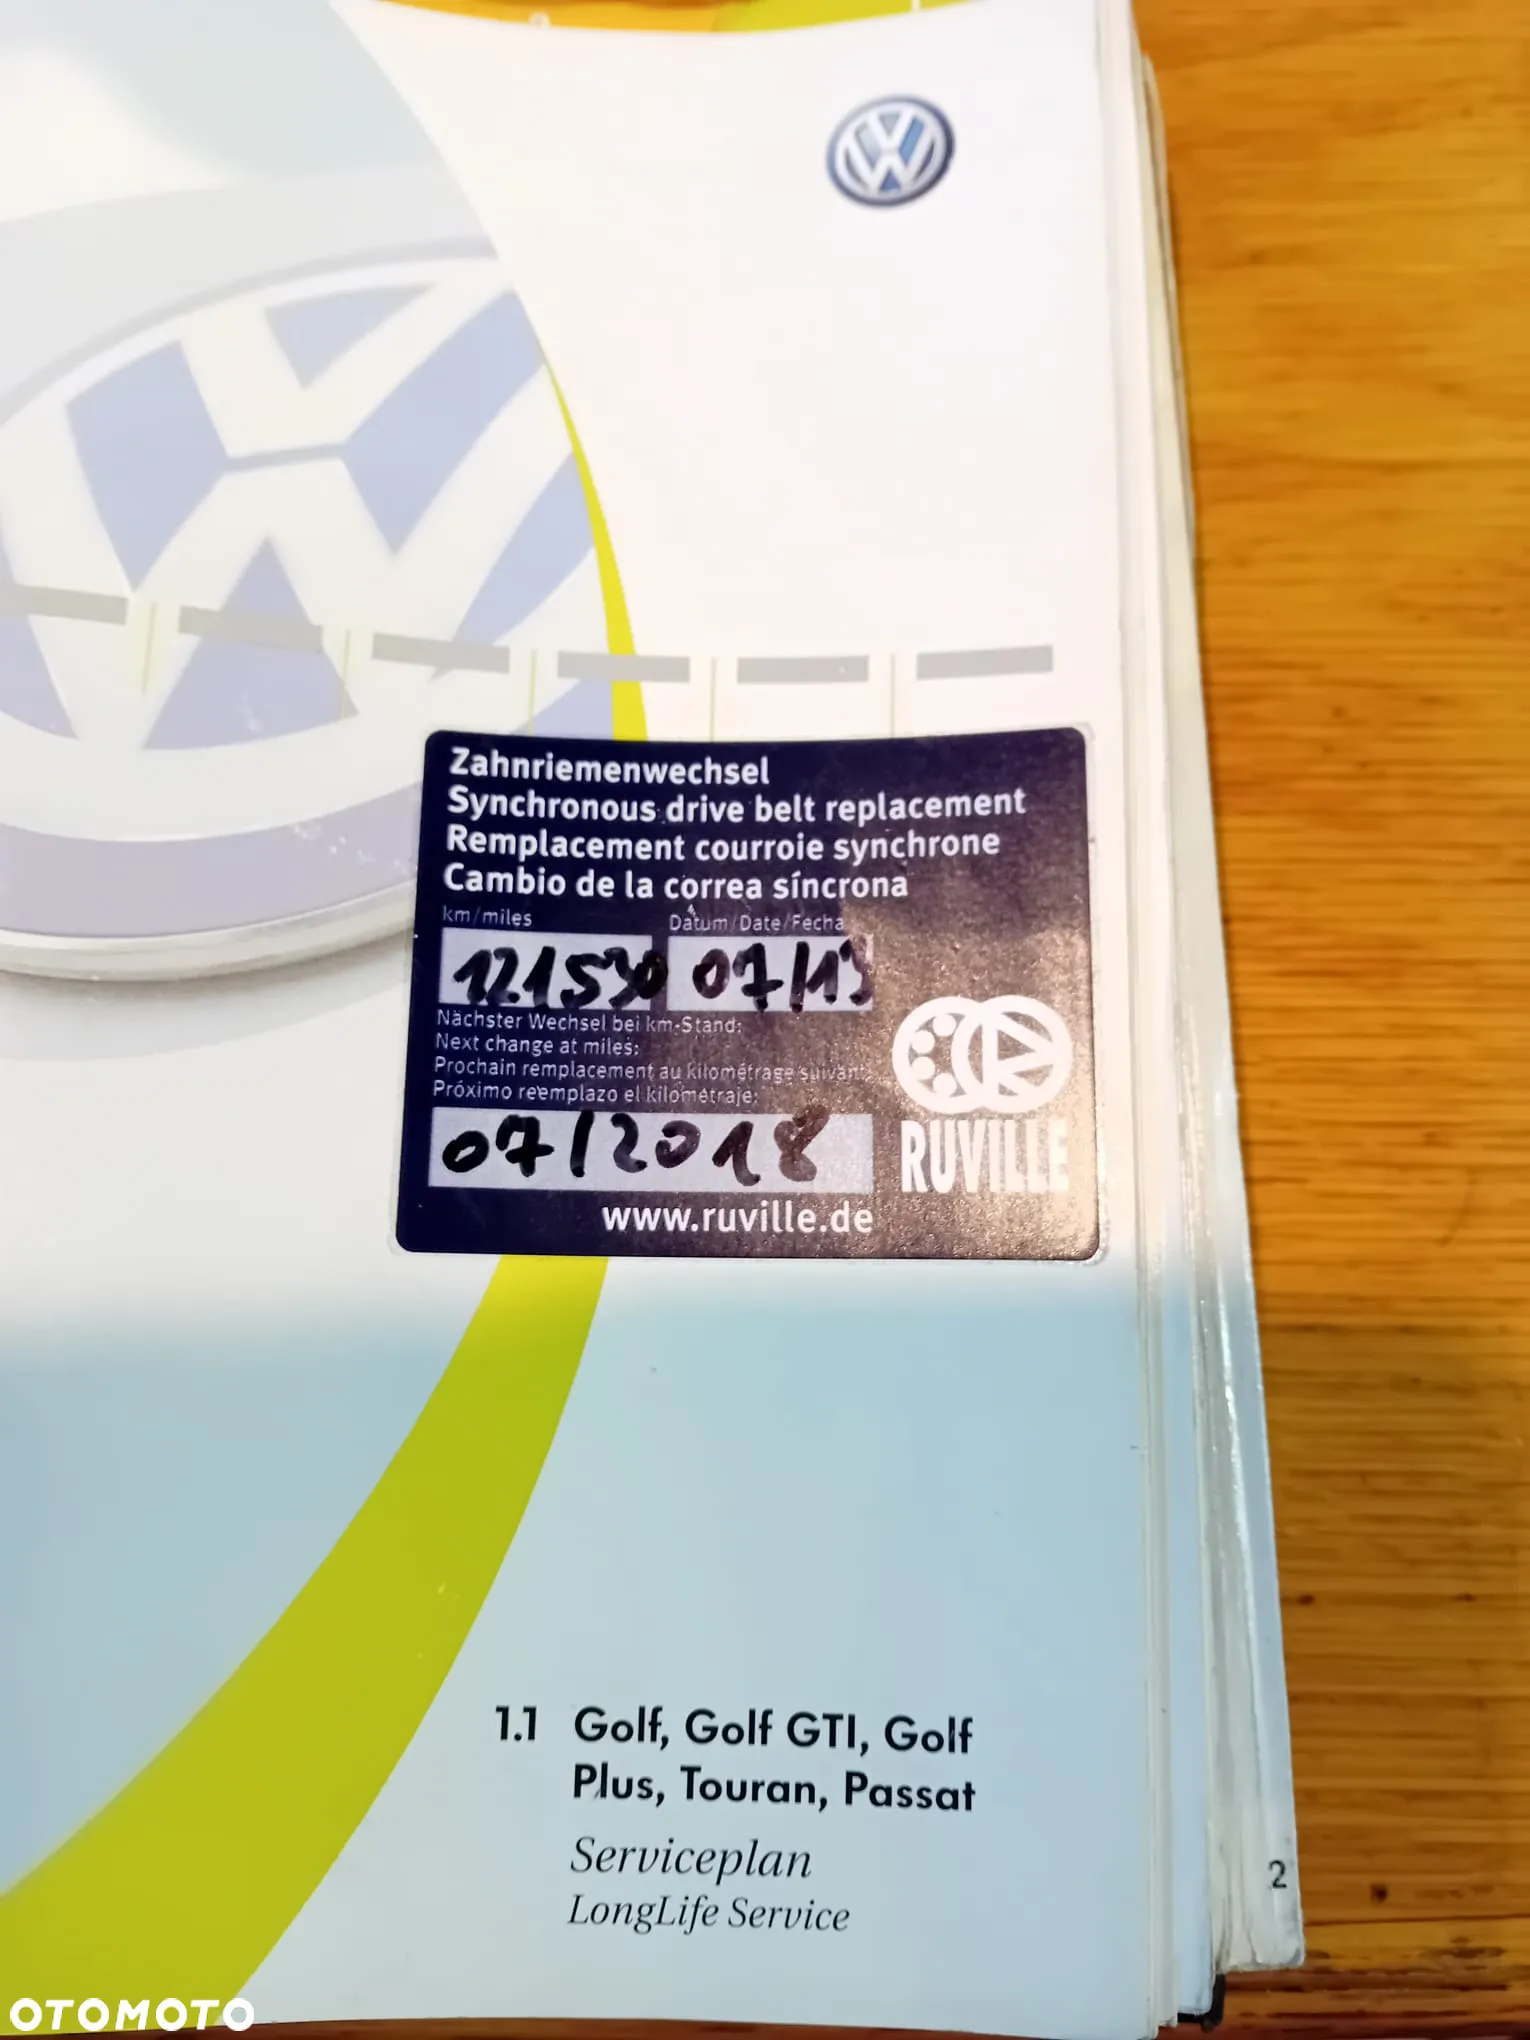 Zahnriemenwechsel
Synchronous drive belt replacement
Remplacement courroie synchrone
Cambio de la correa síncrona
km/miles Datum/Date/Fecha
121530 07/13
Nächster Wechsel bei km-Stand:
Next change at miles:
Prochain remplacement au kilométrage suivant:
Próximo reemplazo el kilometraje:
07/2018
RUVILLE
www.ruville.de
1.1 Golf, Golf GTI, Golf
Plus, Touran, Passat
Serviceplan
LongLife Service
2
OTOMOTO